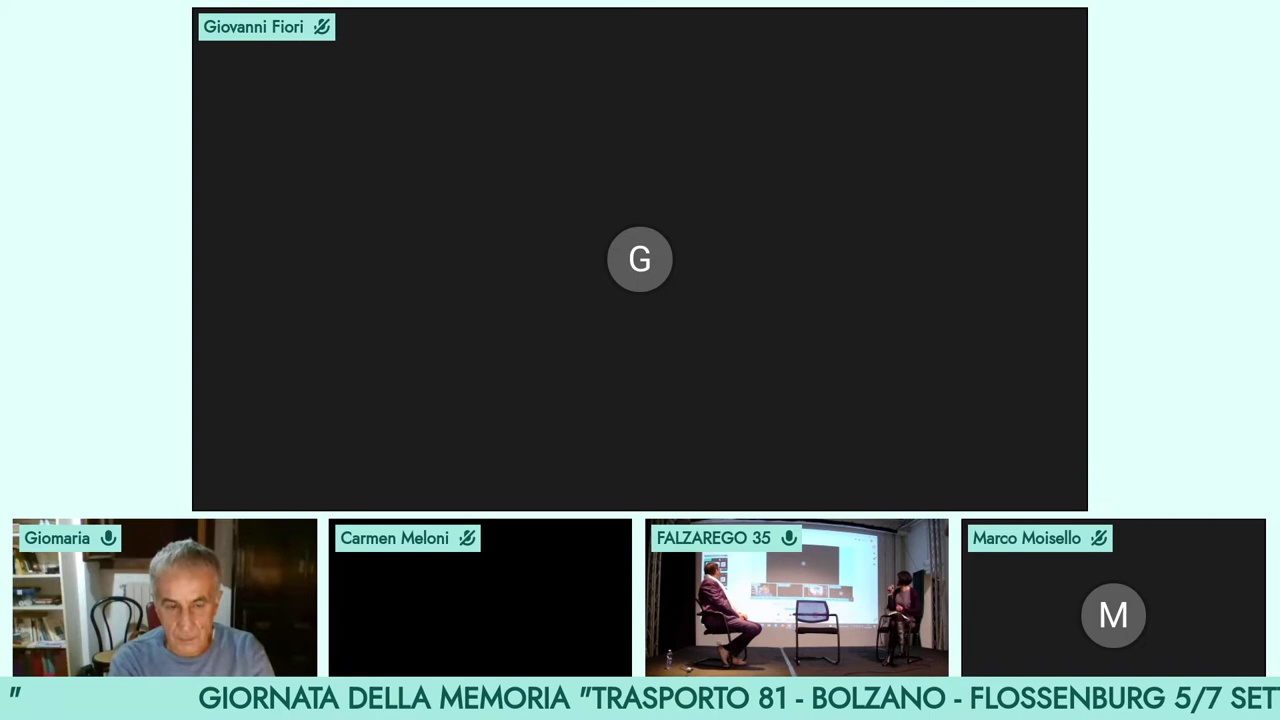 Giovanni Fiori
G
Giomaria
Carmen Meloni
FALZAREGO 35
Marco Moisello
M
" GIORNATA DELLA MEMORIA "TRASPORTO 81 - BOLZANO - FLOSSENBURG 5/7 SET